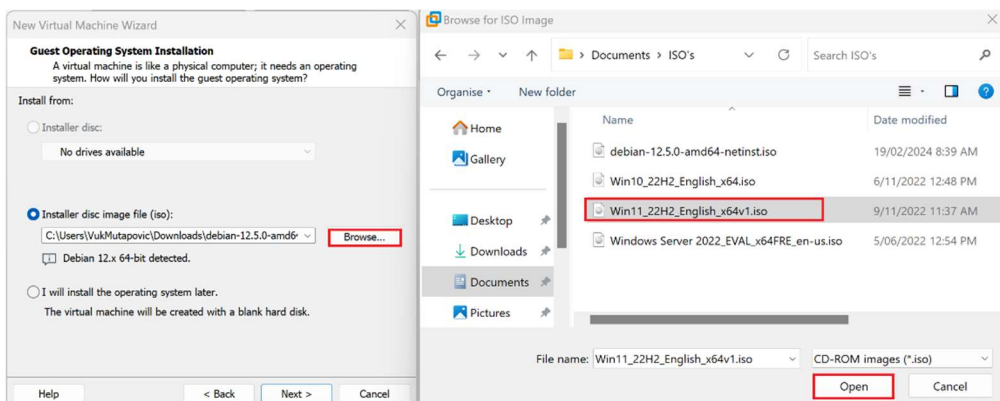 New Virtual Machine Wizard
Guest Operating System Installation
A virtual machine is like a physical computer; it needs an operating
system. How will you install the guest operating system?
Install from:
Installer disc:
No drives available
Installer disc image file (iso):
C:\Users\VukMutapovic\Downloads\debian-12.5.0-amd6
Browse...
Debian 12.x 64-bit detected.
I will install the operating system later.
The virtual machine will be created with a blank hard disk.
Help
< Back
Next >
Cancel
Browse for ISO Image
Documents > ISO's
Search ISO's
Organise
New folder
Home
Gallery
Desktop
Downloads
Documents
Pictures
Name Date modified
debian-12.5.0-amd64-netinst.iso 19/02/2024 8:39 AM
Win10_22H2_English_x64.iso 6/11/2022 12:48 PM
Win11_22H2_English_x64v1.iso 9/11/2022 11:37 AM
Windows Server 2022_EVAL_x64FRE_en-us.iso 5/06/2022 12:54 PM
File name: Win11_22H2_English_x64v1.iso
CD-ROM images (*.iso)
Open
Cancel